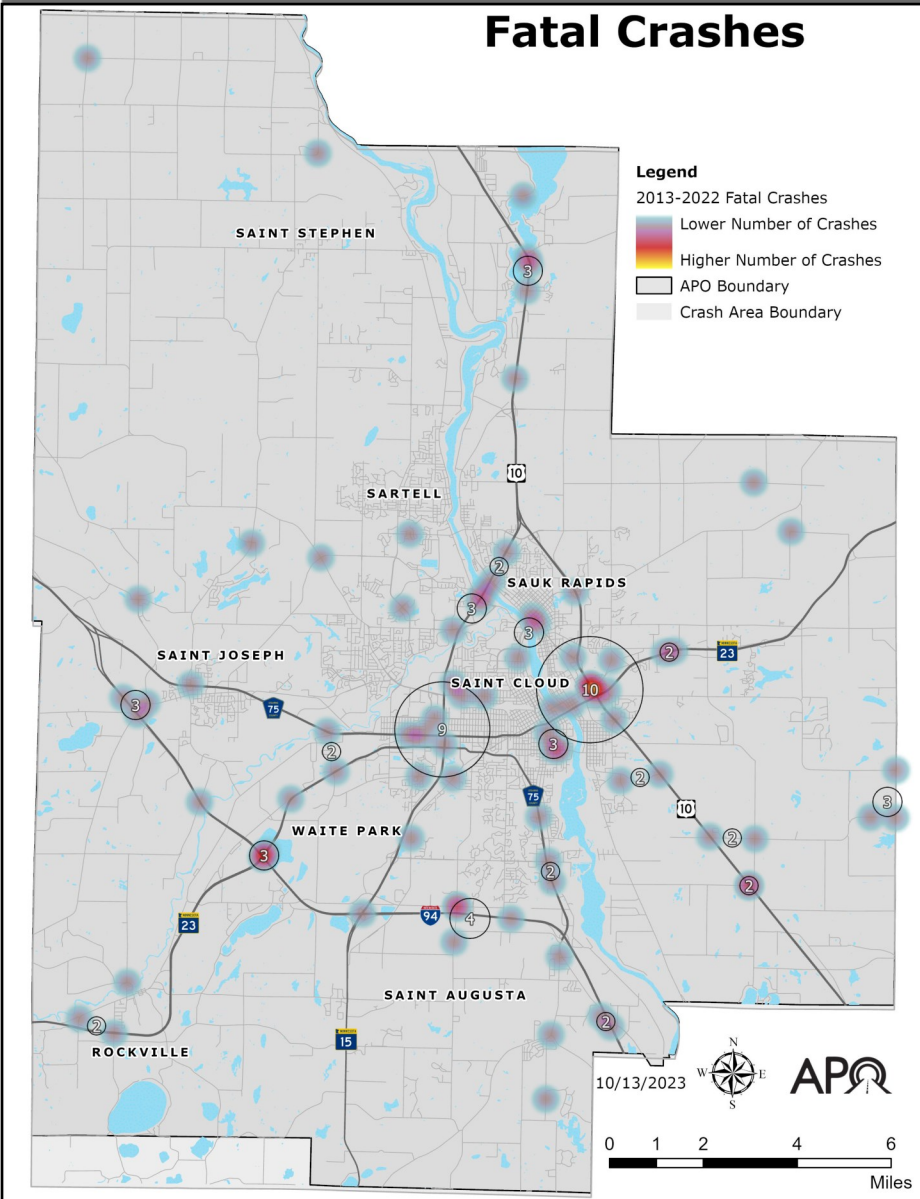 Fatal Crashes
Legend
2013-2022 Fatal Crashes
Lower Number of Crashes
Higher Number of Crashes
APO Boundary
Crash Area Boundary
SAINT STEPHEN
3
10
SARTELL
2
SAUK RAPIDS
3
3
SAINT JOSEPH
2
MINNESOTA
23
SAINT CLOUD
10
3
75
9
3
2
2
75
3
10
WAITE PARK
2
3
2
2
MINNESOTA
23
94
4
SAINT AUGUSTA
2
2
MINNESOTA
15
ROCKVILLE
10/13/2023
N
W
E
S
APO
0 1 2 4 6
Miles